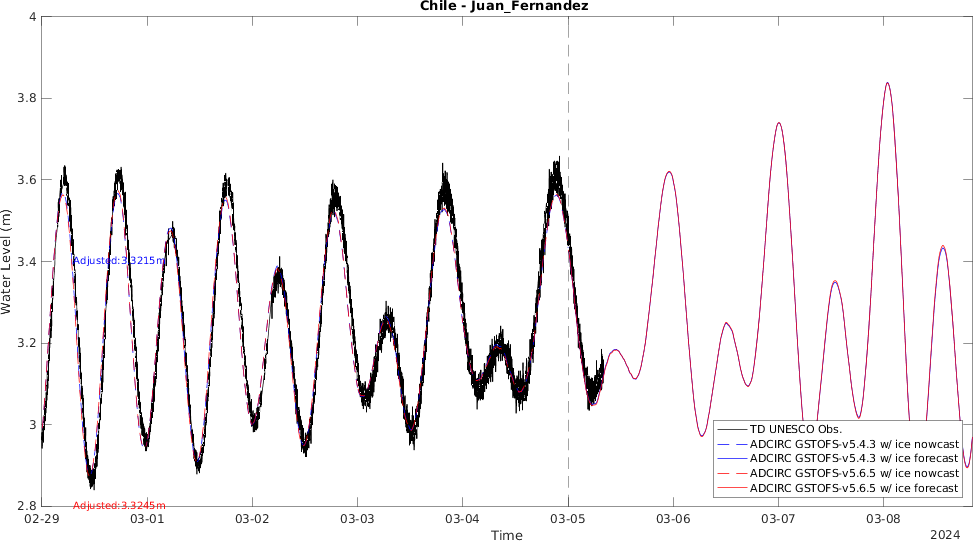 Chile - Juan_Fernandez
Water Level (m)
4
3.8
3.6
3.4
3.2
3
2.8
Adjusted:3.3215m
Adjusted:3.3245m
TD UNESCO Obs.
ADCIRC GSTOFS-v5.4.3 w/ ice nowcast
ADCIRC GSTOFS-v5.4.3 w/ ice forecast
ADCIRC GSTOFS-v5.6.5 w/ ice nowcast
ADCIRC GSTOFS-v5.6.5 w/ ice forecast
02-29 03-01 03-02 03-03 03-04 03-05 03-06 03-07 03-08
Time
2024